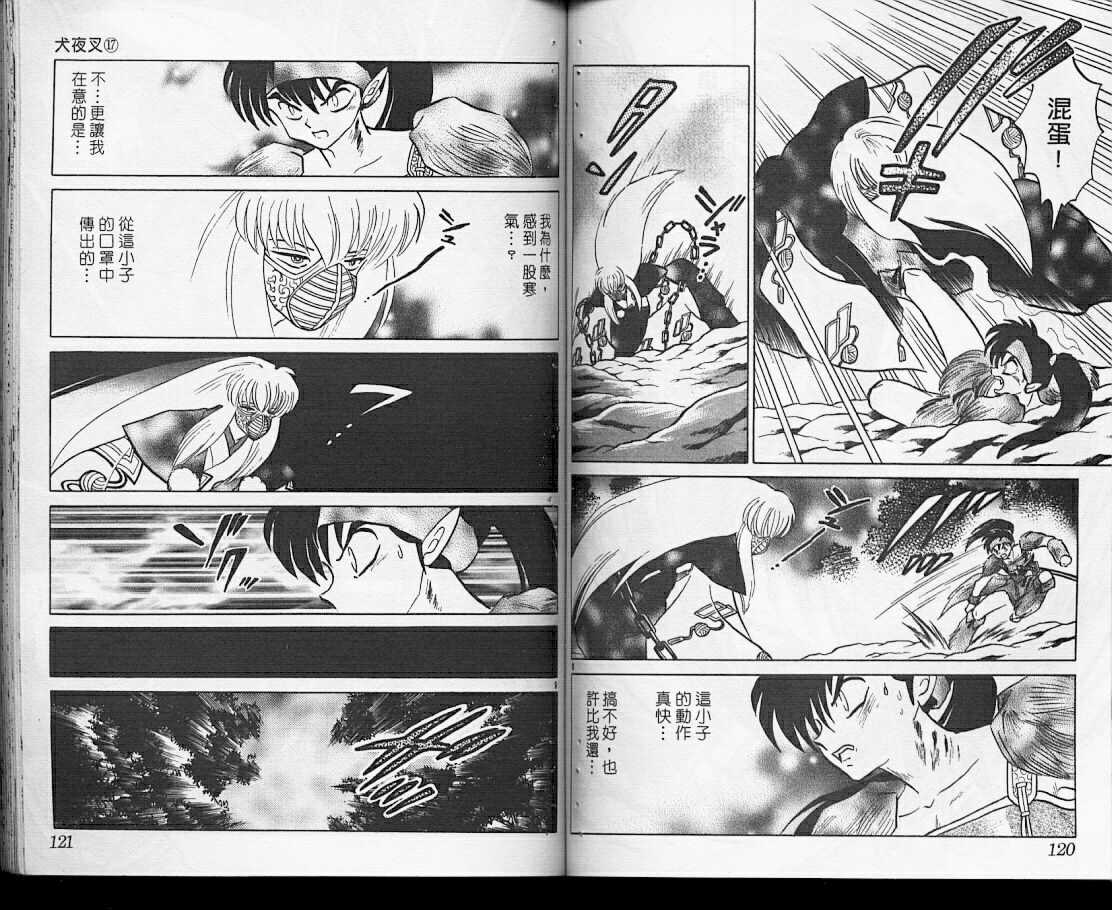 混蛋！
這小子
的動作
真快…
搞不好，也
許比我還…
120
犬夜叉⑰
不…更讓我
在意的是…
我為什麼，
感到一股寒
氣…？
從這小子
的口罩中
傳出的…
121